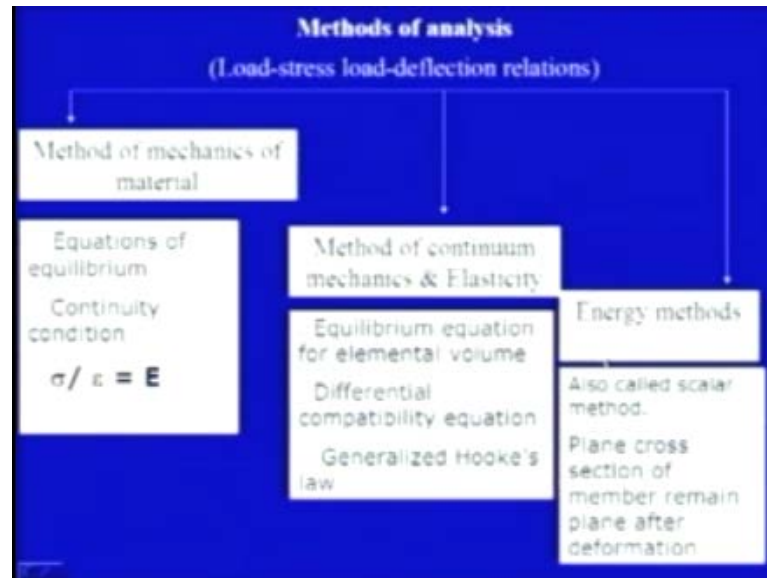 Methods of analysis
(Load-stress load-deflection relations)
Method of mechanics of
material
Equations of
equilibrium
Continuity
condition
σ/ ε = E
Method of continuum
mechanics & Elasticity
Equilibrium equation
for elemental volume
Differential
compatibility equation
Generalized Hooke's
law
Energy methods
Also called scalar
method.
Plane cross
section of
member remain
plane after
deformation